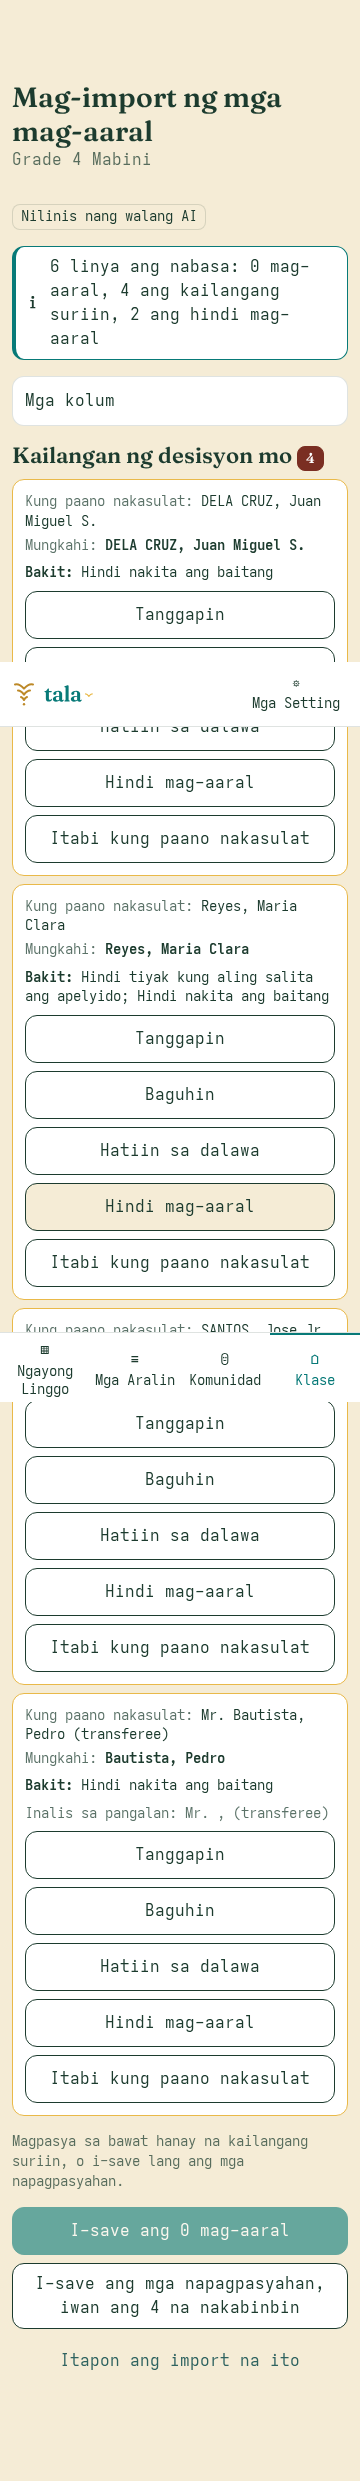 Mag-import ng mga
mag-aaral
Grade 4 Mabini
Nilinis nang walang AI
i
6 linya ang nabasa: 0 mag-
aaral, 4 ang kailangang
suriin, 2 ang hindi mag-
aaral
Mga kolum
Kailangan ng desisyon mo 4
Kung paano nakasulat: DELA CRUZ, Juan
Miguel S.
Mungkahi: DELA CRUZ, Juan Miguel S.
Bakit: Hindi nakita ang baitang
Tanggapin
tala
Mga Setting
Hatiin sa dalawa
Hindi mag-aaral
Itabi kung paano nakasulat
Kung paano nakasulat: Reyes, Maria
Clara
Mungkahi: Reyes, Maria Clara
Bakit: Hindi tiyak kung aling salita
ang apelyido; Hindi nakita ang baitang
Tanggapin
Baguhin
Hatiin sa dalawa
Hindi mag-aaral
Itabi kung paano nakasulat
Kung paano nakasulat: SANTOS, Jose Jr.
Ngayong
Linggo
Mga Aralin
Komunidad
Klase
Tanggapin
Baguhin
Hatiin sa dalawa
Hindi mag-aaral
Itabi kung paano nakasulat
Kung paano nakasulat: Mr. Bautista,
Pedro (transferee)
Mungkahi: Bautista, Pedro
Bakit: Hindi nakita ang baitang
Inalis sa pangalan: Mr. , (transferee)
Tanggapin
Baguhin
Hatiin sa dalawa
Hindi mag-aaral
Itabi kung paano nakasulat
Magpasya sa bawat hanay na kailangang
suriin, o i-save lang ang mga
napagpasyahan.
I-save ang 0 mag-aaral
I-save ang mga napagpasyahan,
iwan ang 4 na nakabinbin
Itapon ang import na ito